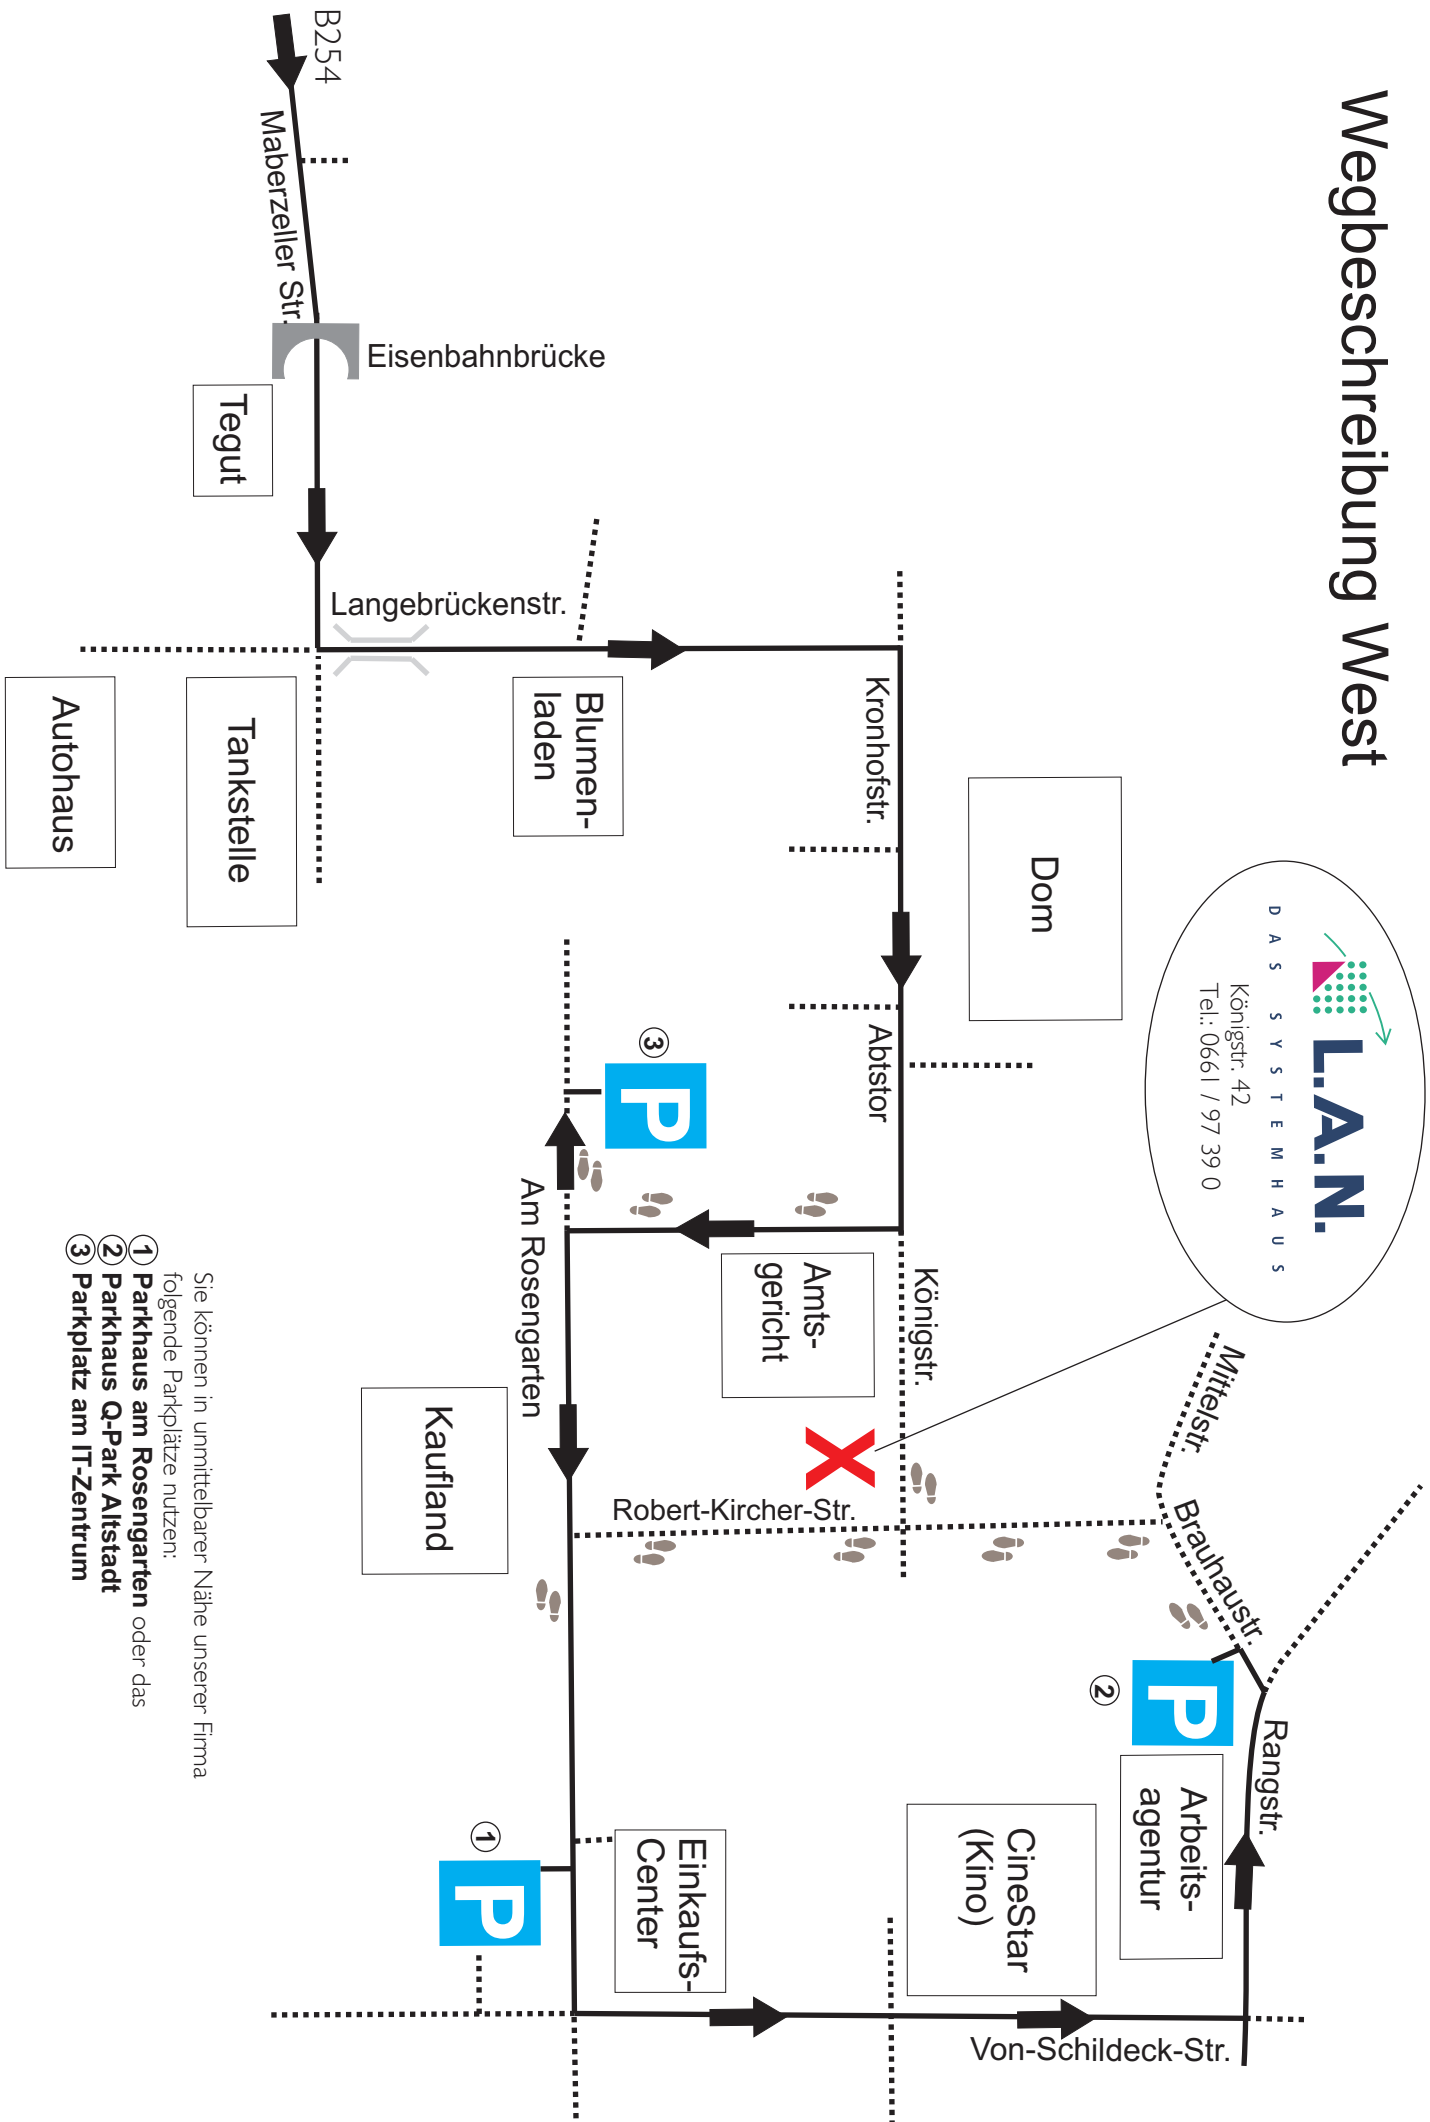 Wegbeschreibung West
L.A.N.
DAS SYSTEMHAUS
Königstr. 42
Tel.: 0661 / 97 39 0
B254
Maberzeller Str.
Eisenbahnbrücke
Tegut
Langebrückenstr.
Autohaus
Tankstelle
Blumen-
laden
Kronhofstr.
Dom
Abtstor
Königstr.
Amts-
gericht
X
Am Rosengarten
3
P
Kaufland
Robert-Kircher-Str.
Mittelstr.
Brauhaustr.
Rangstr.
2
P
Arbeits-
agentur
CineStar
(Kino)
Einkaufs-
Center
1
P
Von-Schildeck-Str.
Sie können in unmittelbarer Nähe unserer Firma
folgende Parkplätze nutzen:
1 Parkhaus am Rosengarten oder das
2 Parkhaus Q-Park Altstadt
3 Parkplatz am IT-Zentrum